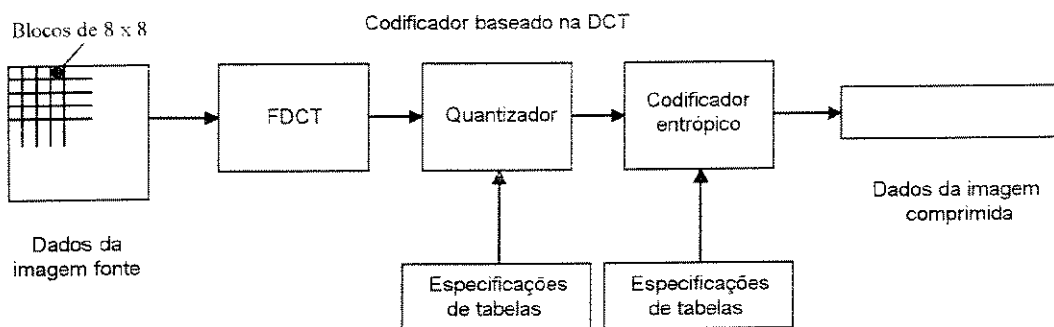 Codificador baseado na DCT
Blocos de 8 x 8
FDCT
Quantizador
Codificador
entrópico
Dados da
imagem fonte
Dados da imagem
comprimida
Especificações
de tabelas
Especificações
de tabelas